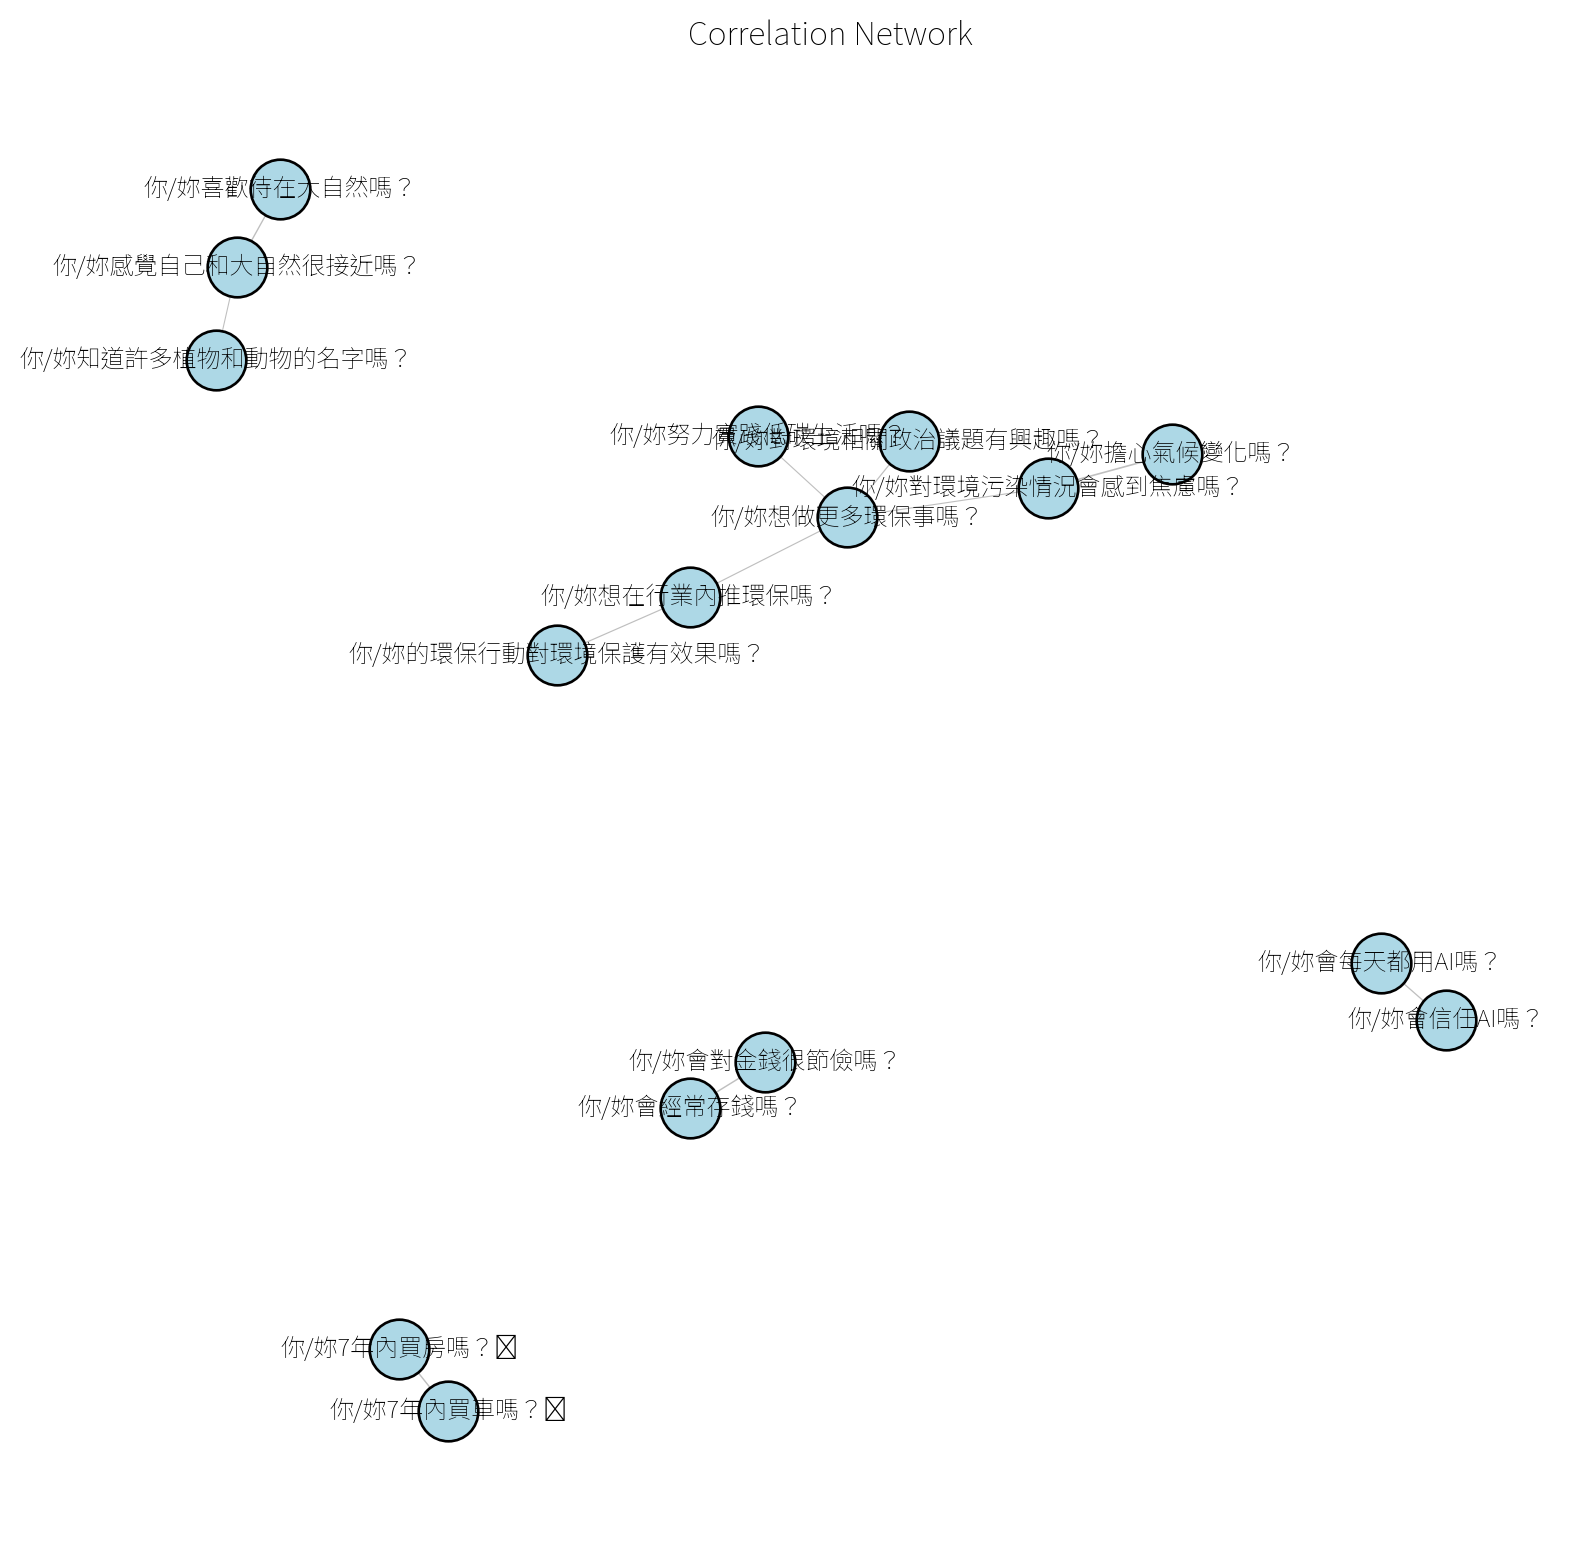 Correlation Network
你/妳喜歡待在大自然嗎？
你/妳感覺自己和大自然很接近嗎？
你/妳知道許多植物和動物的名字嗎？
你/妳努力實踐低碳生活嗎？
你/妳對環境相關政治議題有興趣嗎？
你/妳擔心氣候變化嗎？
你/妳對環境污染情況會感到焦慮嗎？
你/妳想做更多環保事嗎？
你/妳想在行業內推環保嗎？
你/妳的環保行動對環境保護有效果嗎？
你/妳會每天都用AI嗎？
你/妳會信任AI嗎？
你/妳會對金錢很節儉嗎？
你/妳會經常存錢嗎？
你/妳7年內買房嗎？
你/妳7年內買車嗎？